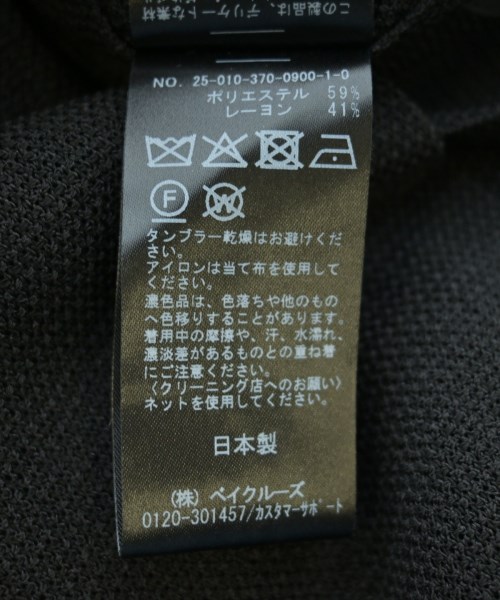 この製品は、デリケートな素材
NO. 25-010-370-0900-1-0
ポリエステル 59%
レーヨン 41%
F
W
タンブラー乾燥はお避けくだ
さい。
アイロンは当て布を使用して
ください。
濃色品は、色落ちや他のもの
へ色移りすることがあります。
着用中の摩擦や、汗、水濡れ、
濃淡差があるものとの重ね着
にご注意ください。
〈クリーニング店へのお願い〉
ネットを使用してください。
日本製
(株) ベイクルーズ
0120-301457/カスタマーサポート